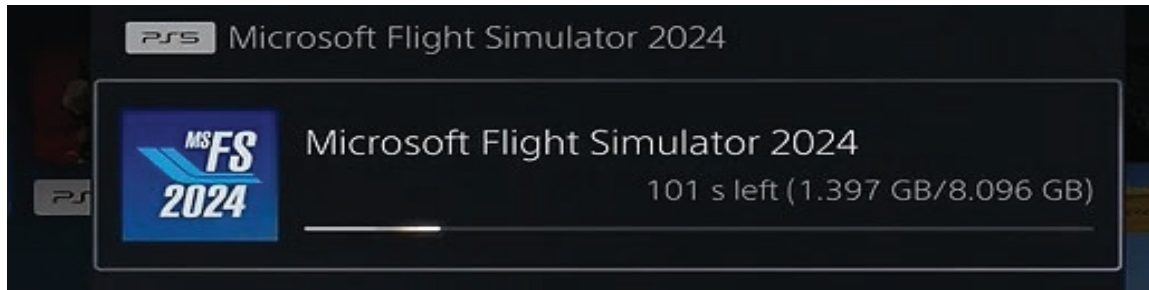 PS5 Microsoft Flight Simulator 2024
MSFS
2024
Microsoft Flight Simulator 2024
101 s left (1.397 GB/8.096 GB)
PS